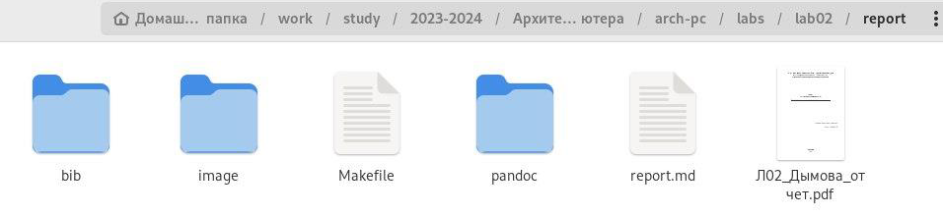 Домаш... папка / work / study / 2023-2024 / Архите... ютера / arch-pc / labs / lab02 / report
bib
image
Makefile
pandoc
report.md
Л02_Дымова_от
чет.pdf